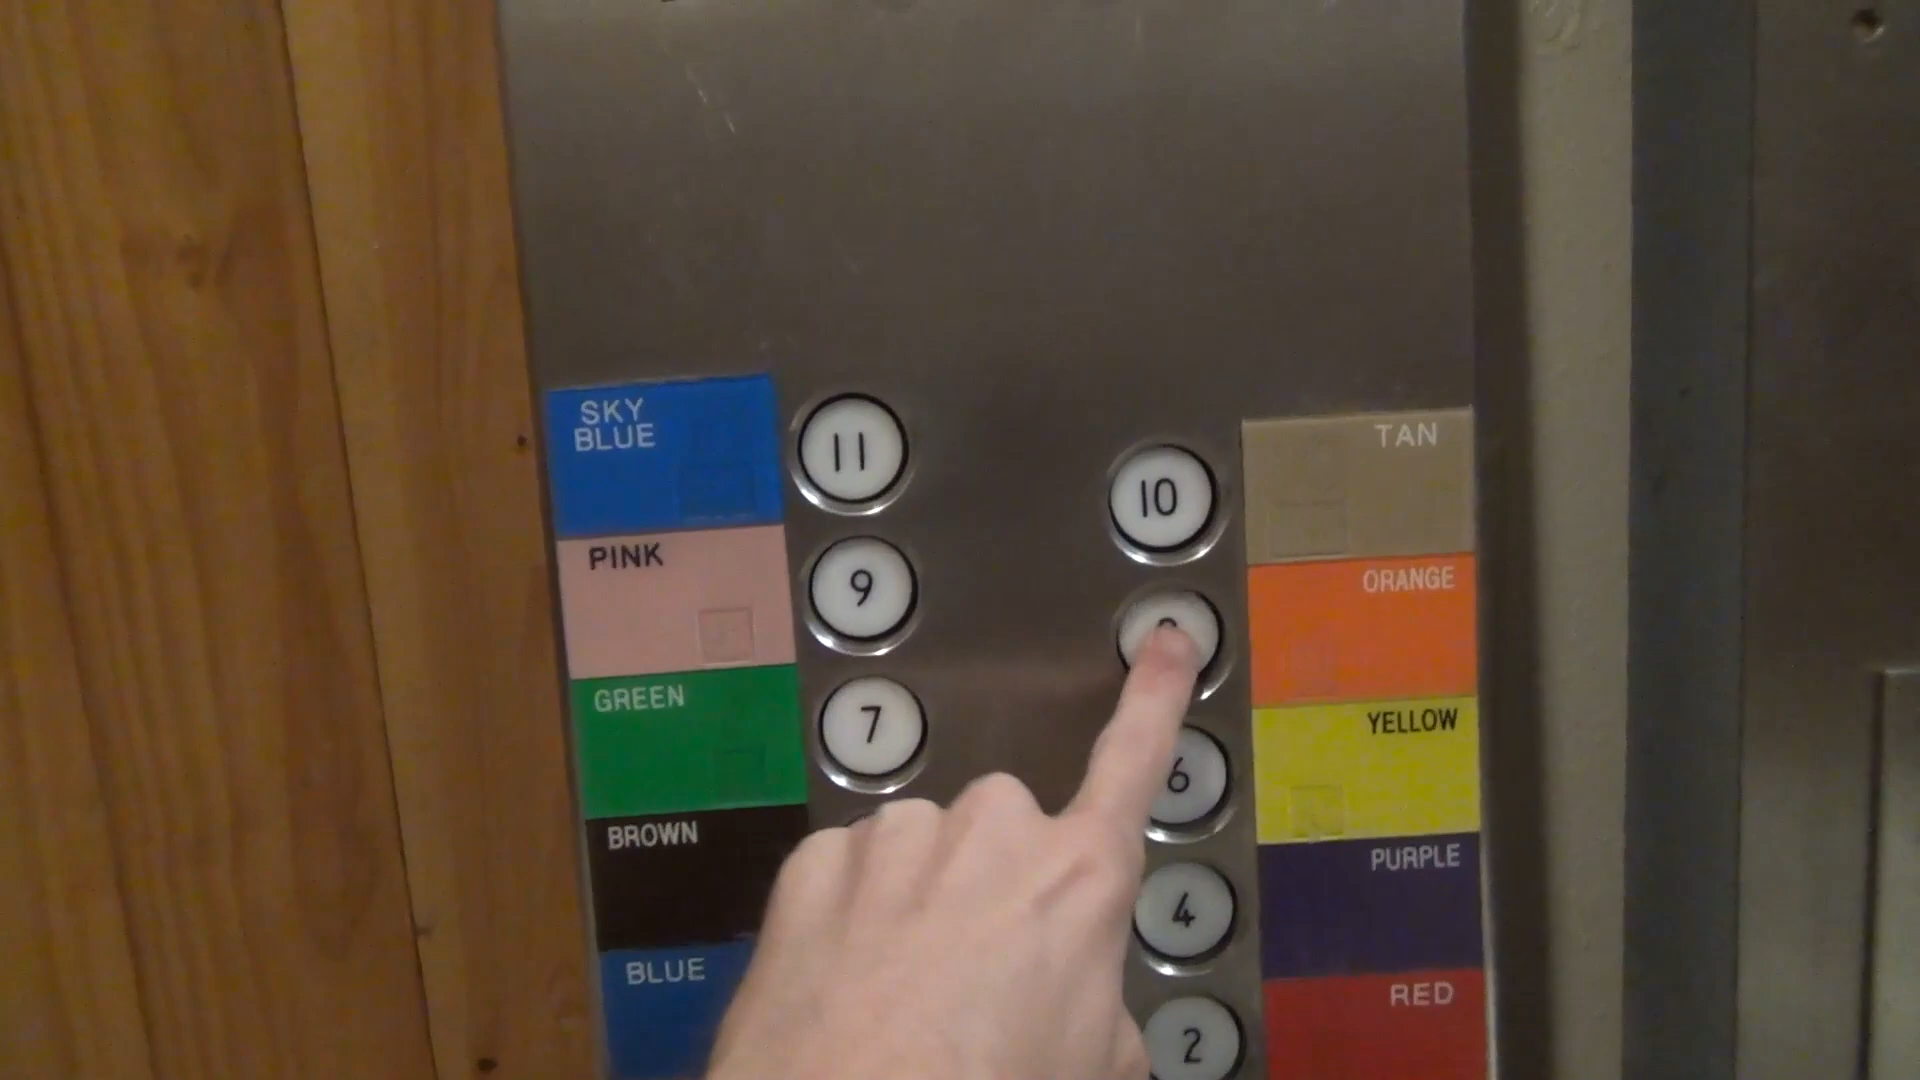 SKY
BLUE
11
10
TAN
PINK
9
ORANGE
GREEN
7
6
YELLOW
BROWN
4
PURPLE
BLUE
2
RED